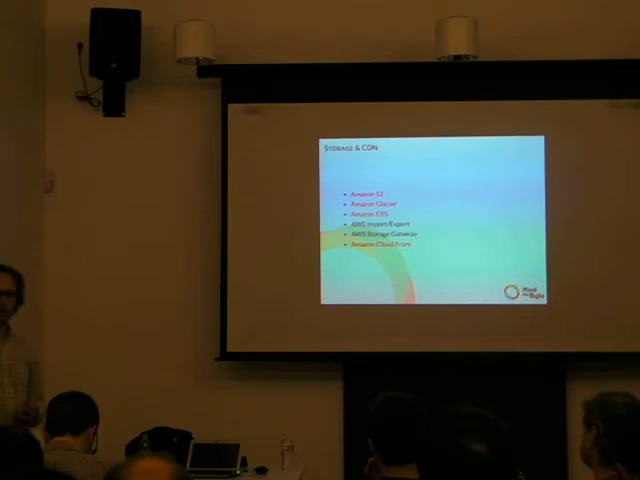 STORAGE & CDN
• Amazon S3
• Amazon Glacier
• Amazon EBS
• AWS Import/Export
• AWS Storage Gateway
• Amazon Cloud Front
Mind
the Byte